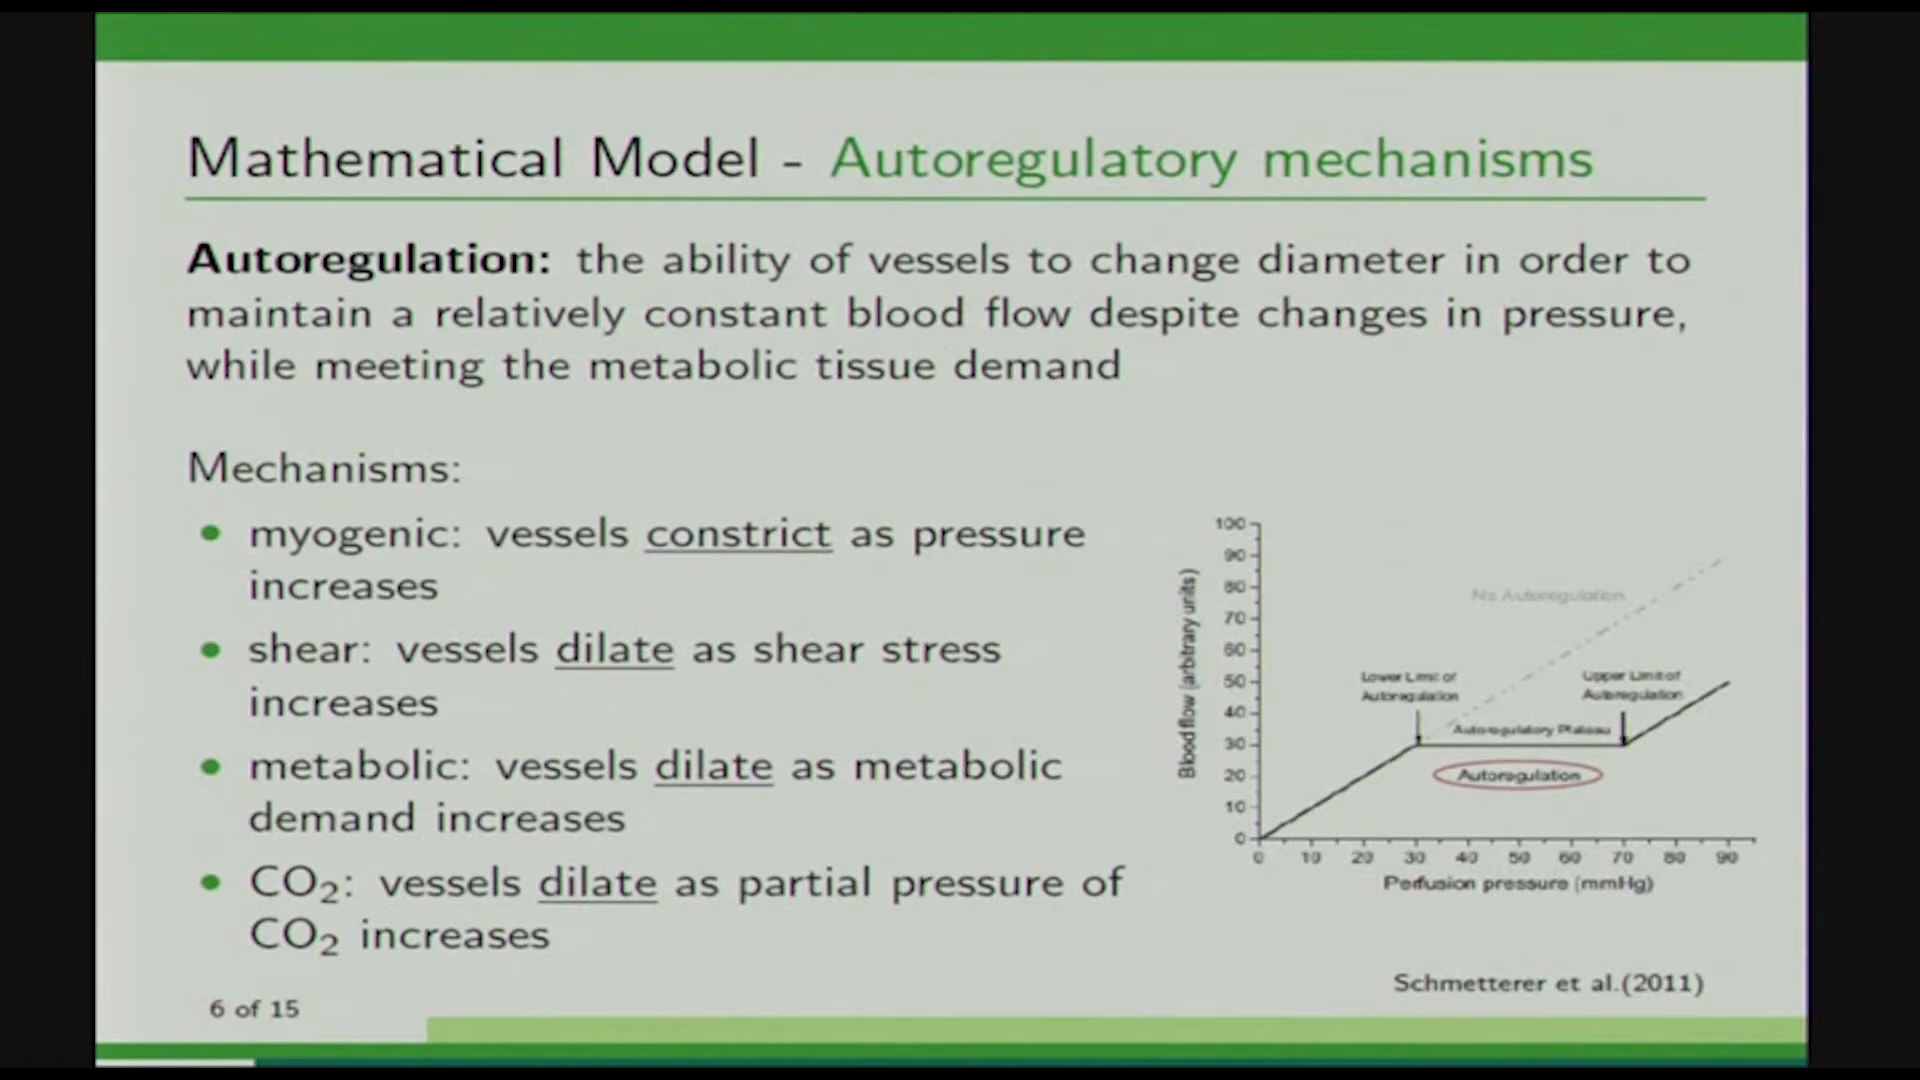 Mathematical Model - Autoregulatory mechanisms
Autoregulation: the ability of vessels to change diameter in order to
maintain a relatively constant blood flow despite changes in pressure,
while meeting the metabolic tissue demand
Mechanisms:
• myogenic: vessels constrict as pressure
increases
• shear: vessels dilate as shear stress
increases
• metabolic: vessels dilate as metabolic
demand increases
• CO₂: vessels dilate as partial pressure of
CO₂ increases
100
90
80
70
60
50
40
30
20
10
0
Blood flow (arbitrary units)
No Autoregulation
Lower Limit of
Autoregulation
Upper Limit of
Autoregulation
Autoregulatory Plateau
Autoregulation
0 10 20 30 40 50 60 70 80 90
Perfusion pressure (mmHg)
Schmetterer et al.(2011)
6 of 15